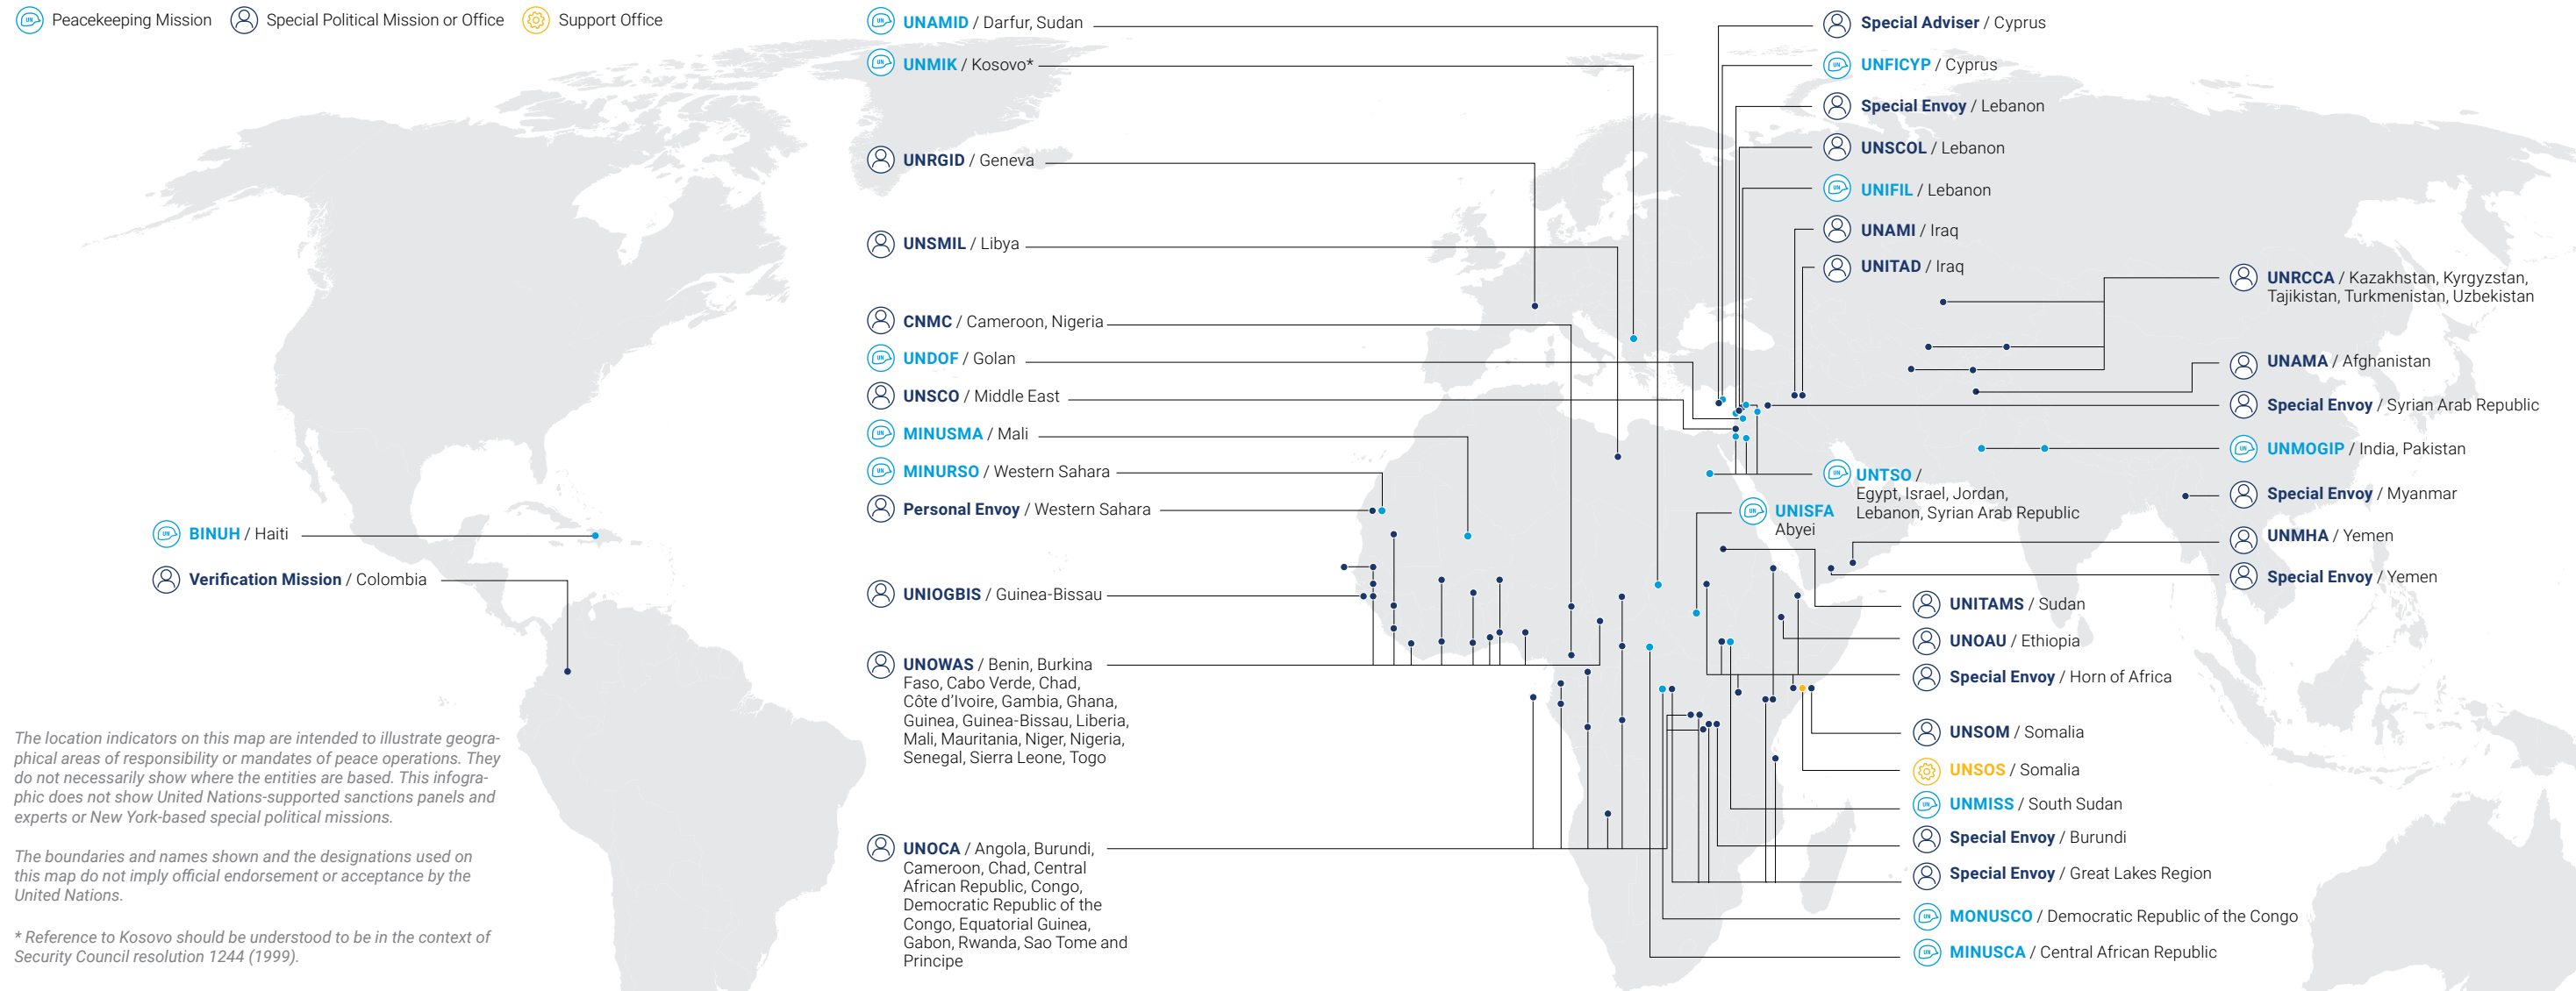 Peacekeeping Mission
Special Political Mission or Office
Support Office
UNAMID / Darfur, Sudan
UNMIK / Kosovo*
UNRGID / Geneva
UNSMIL / Libya
CNMC / Cameroon, Nigeria
UNDOF / Golan
UNSCO / Middle East
MINUSMA / Mali
MINURSO / Western Sahara
Personal Envoy / Western Sahara
UNIOGBIS / Guinea-Bissau
UNOWAS / Benin, Burkina
Faso, Cabo Verde, Chad,
Côte d'Ivoire, Gambia, Ghana,
Guinea, Guinea-Bissau, Liberia,
Mali, Mauritania, Niger, Nigeria,
Senegal, Sierra Leone, Togo
UNOCA / Angola, Burundi,
Cameroon, Chad, Central
African Republic, Congo,
Democratic Republic of the
Congo, Equatorial Guinea,
Gabon, Rwanda, Sao Tome and
Principe
BINUH / Haiti
Verification Mission / Colombia
Special Adviser / Cyprus
UNFICYP / Cyprus
Special Envoy / Lebanon
UNSCOL / Lebanon
UNIFIL / Lebanon
UNAMI / Iraq
UNITAD / Iraq
UNRCCA / Kazakhstan, Kyrgyzstan,
Tajikistan, Turkmenistan, Uzbekistan
UNAMA / Afghanistan
Special Envoy / Syrian Arab Republic
UNMOGIP / India, Pakistan
Special Envoy / Myanmar
UNMHA / Yemen
Special Envoy / Yemen
UNTSO /
Egypt, Israel, Jordan,
Lebanon, Syrian Arab Republic
UNISFA
Abyei
UNITAMS / Sudan
UNOAU / Ethiopia
Special Envoy / Horn of Africa
UNSOM / Somalia
UNSOS / Somalia
UNMISS / South Sudan
Special Envoy / Burundi
Special Envoy / Great Lakes Region
MONUSCO / Democratic Republic of the Congo
MINUSCA / Central African Republic
The location indicators on this map are intended to illustrate geogra-
phical areas of responsibility or mandates of peace operations. They
do not necessarily show where the entities are based. This infogra-
phic does not show United Nations-supported sanctions panels and
experts or New York-based special political missions.
The boundaries and names shown and the designations used on
this map do not imply official endorsement or acceptance by the
United Nations.
* Reference to Kosovo should be understood to be in the context of
Security Council resolution 1244 (1999).